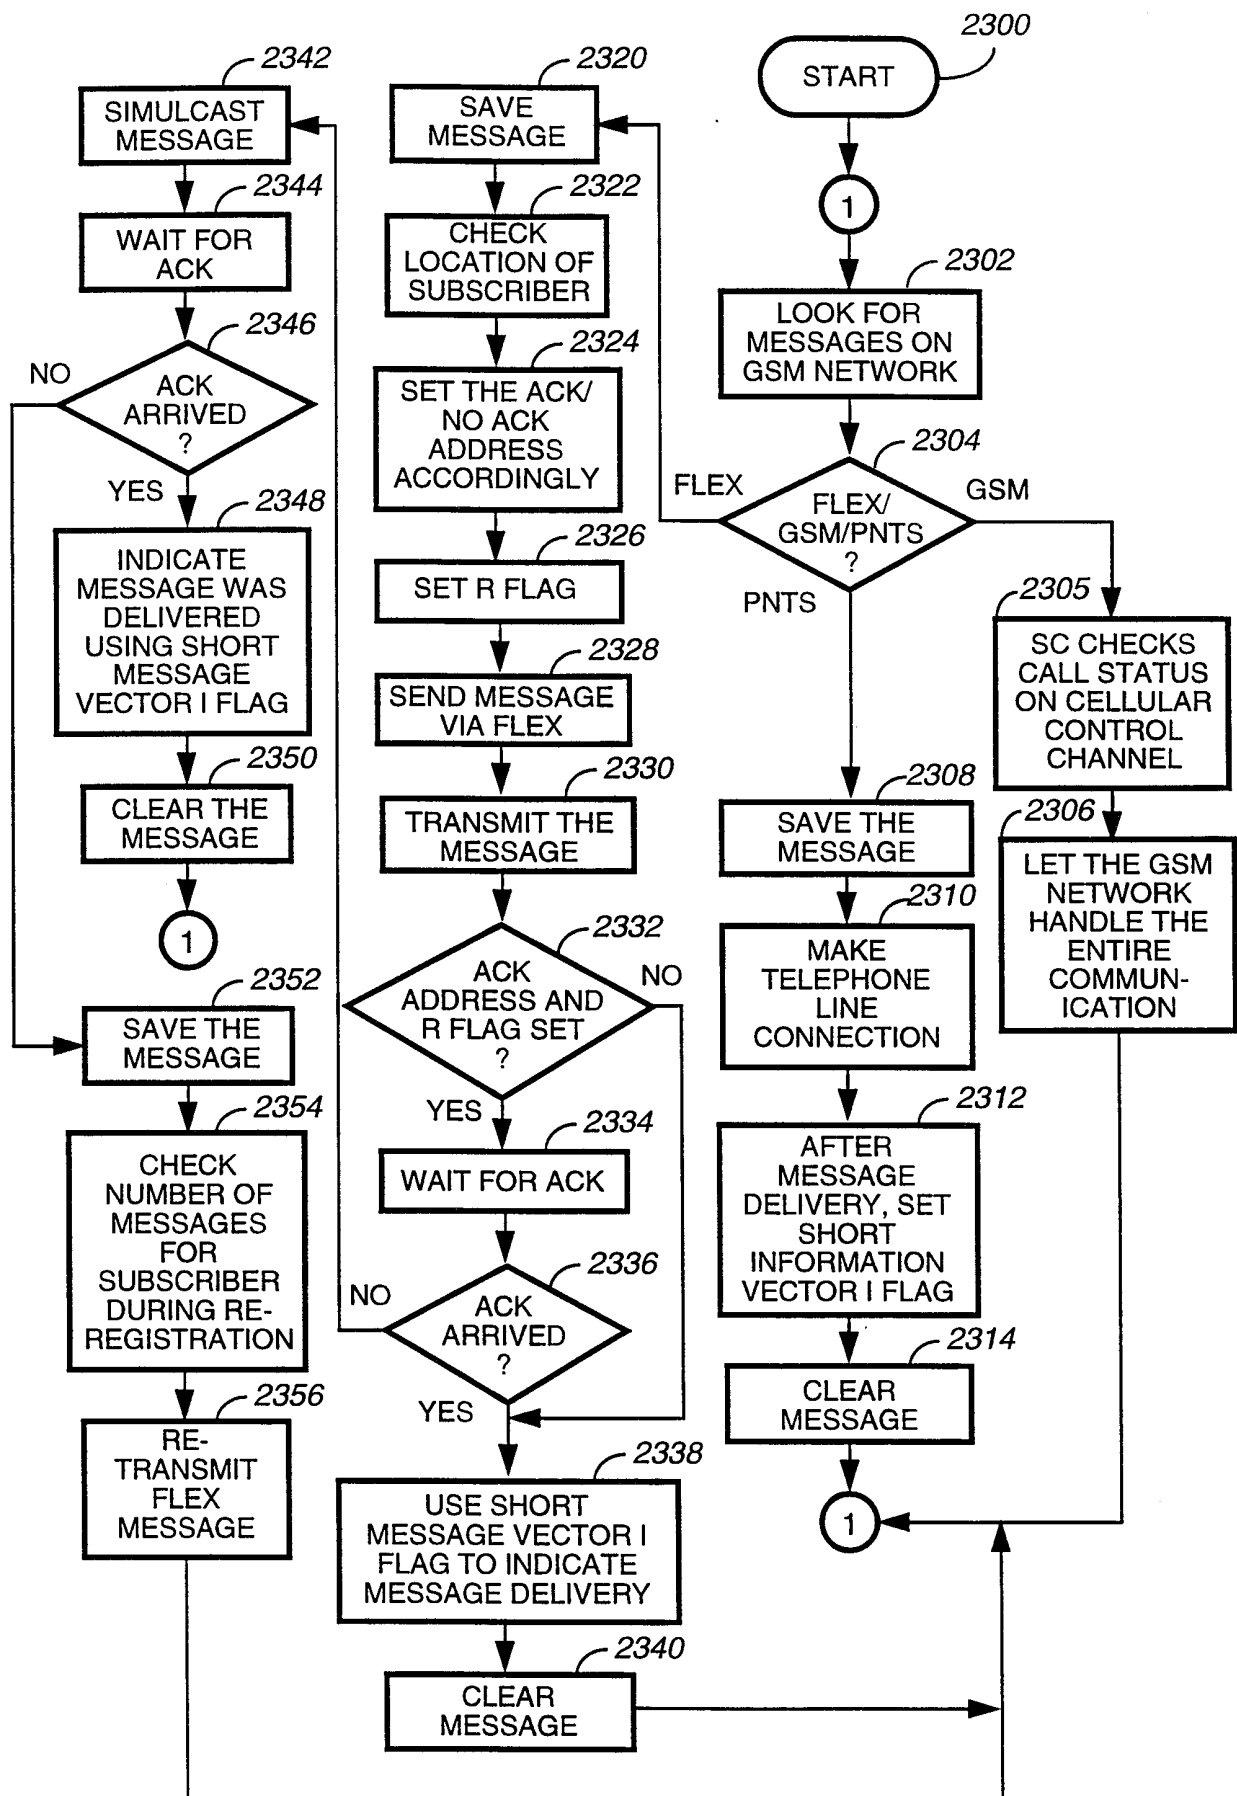 2342
SIMULCAST
MESSAGE
2344
WAIT FOR
ACK
2346
NO
ACK
ARRIVED
?
YES
2348
INDICATE
MESSAGE WAS
DELIVERED
USING SHORT
MESSAGE
VECTOR I FLAG
2350
CLEAR THE
MESSAGE
1
2352
SAVE THE
MESSAGE
2354
CHECK
NUMBER OF
MESSAGES
FOR
SUBSCRIBER
DURING RE-
REGISTRATION
2356
RE-
TRANSMIT
FLEX
MESSAGE
2320
SAVE
MESSAGE
2322
CHECK
LOCATION OF
SUBSCRIBER
2324
SET THE ACK/
NO ACK
ADDRESS
ACCORDINGLY
2326
SET R FLAG
2328
SEND MESSAGE
VIA FLEX
2330
TRANSMIT THE
MESSAGE
2332
ACK
ADDRESS AND
R FLAG SET
?
NO
YES
2334
WAIT FOR ACK
2336
NO
ACK
ARRIVED
?
YES
2338
USE SHORT
MESSAGE VECTOR I
FLAG TO INDICATE
MESSAGE DELIVERY
2340
CLEAR
MESSAGE
2300
START
1
2302
LOOK FOR
MESSAGES ON
GSM NETWORK
2304
FLEX
GSM
FLEX/
GSM/PNTS
?
PNTS
2305
SC CHECKS
CALL STATUS
ON CELLULAR
CONTROL
CHANNEL
2306
LET THE GSM
NETWORK
HANDLE THE
ENTIRE
COMMUN-
ICATION
2308
SAVE THE
MESSAGE
2310
MAKE
TELEPHONE
LINE
CONNECTION
2312
AFTER
MESSAGE
DELIVERY, SET
SHORT
INFORMATION
VECTOR I FLAG
2314
CLEAR
MESSAGE
1